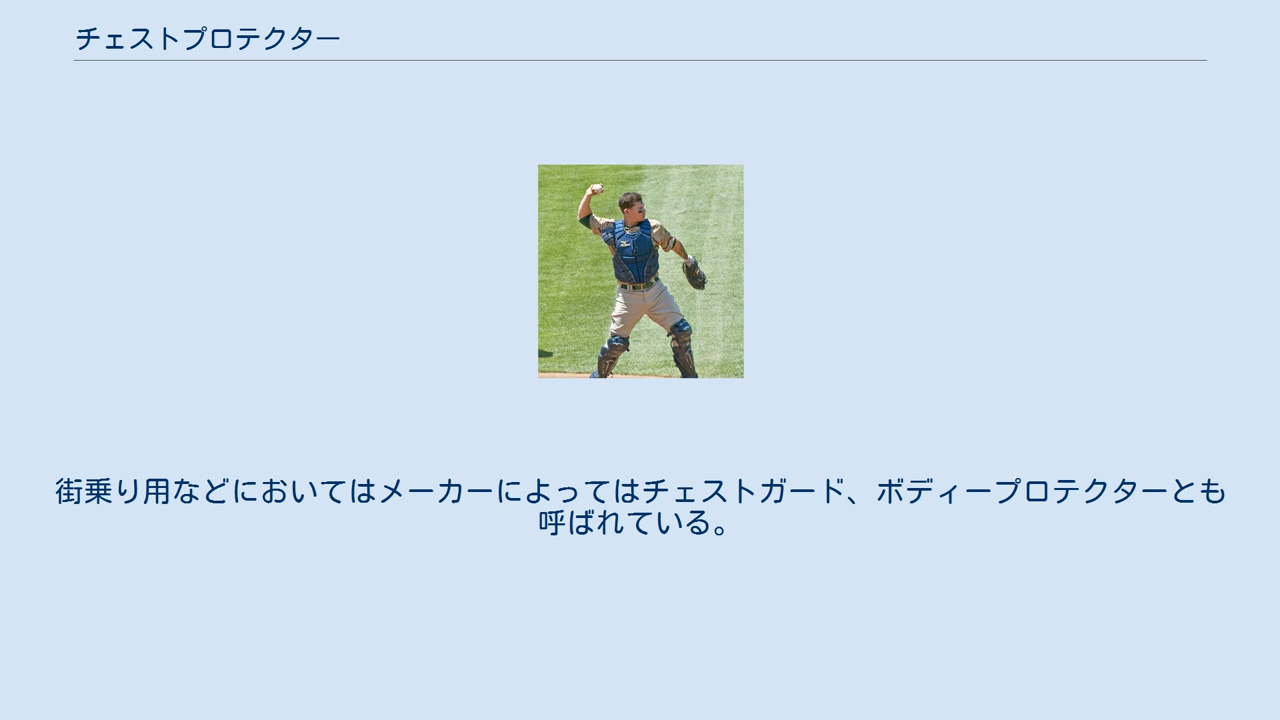 チェストプロテクター
街乗り用などにおいてはメーカーによってはチェストガード、ボディープロテクターとも
呼ばれている。